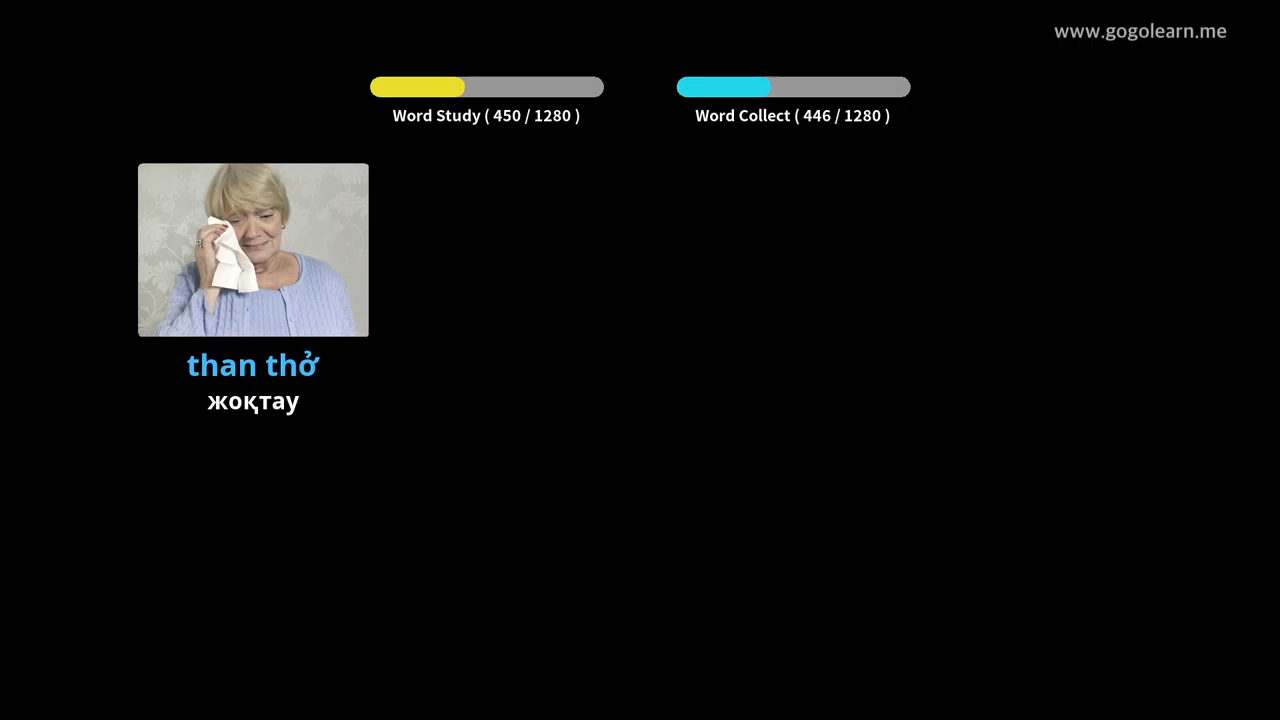 www.gogolearn.me
Word Study ( 450 / 1280 )
Word Collect ( 446 / 1280 )
than thở
жоқтау